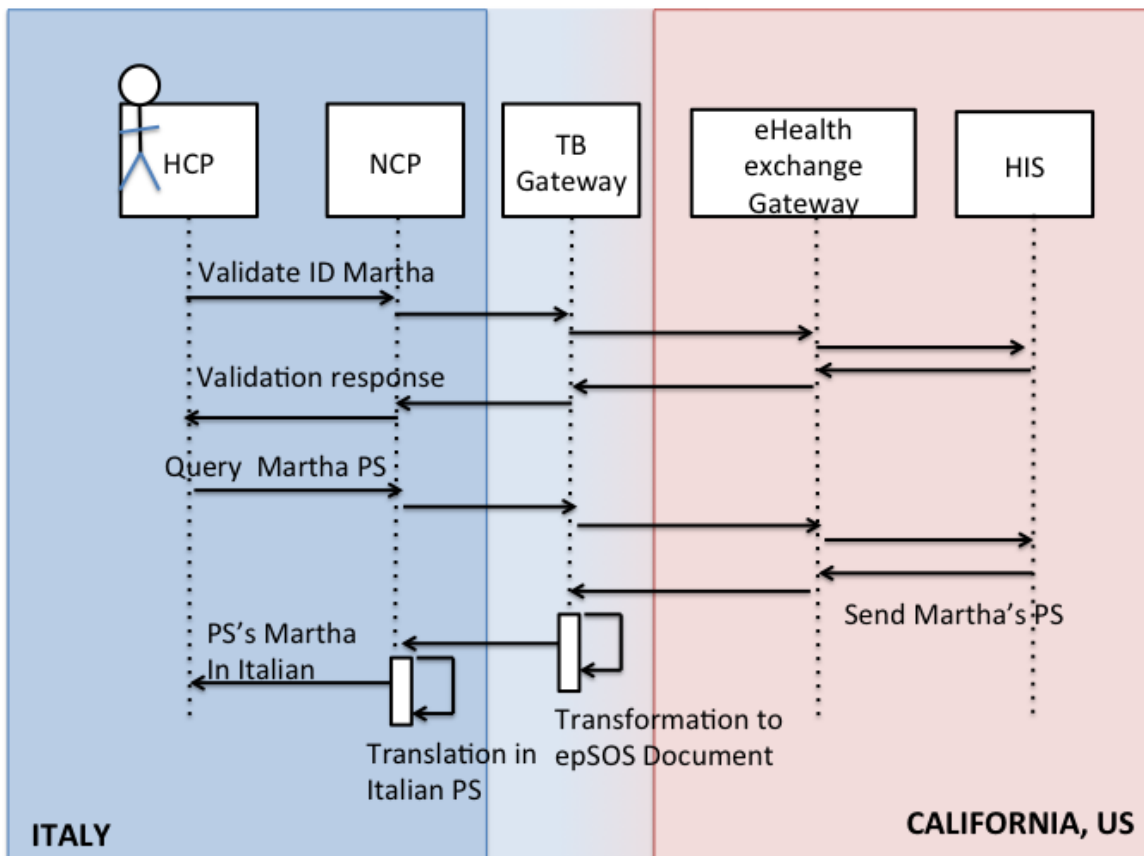 HCP
NCP
TB
Gateway
eHealth
exchange
Gateway
HIS
Validate ID Martha
Validation response
Query  Martha PS
Send Martha's PS
PS's Martha
In Italian
Transformation to
epSOS Document
Translation in
Italian PS
ITALY
CALIFORNIA, US